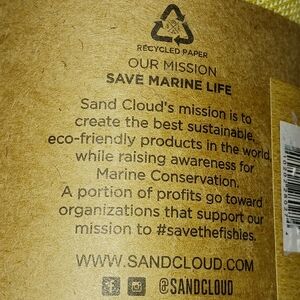 RECYCLED PAPER
OUR MISSION
SAVE MARINE LIFE
Sand Cloud's mission is to
create the best sustainable,
eco-friendly products in the world
while raising awareness for
Marine Conservation.
A portion of profits go toward
organizations that support our
mission to #savethefishies.
WWW.SANDCLOUD.COM
@SANDCLOUD